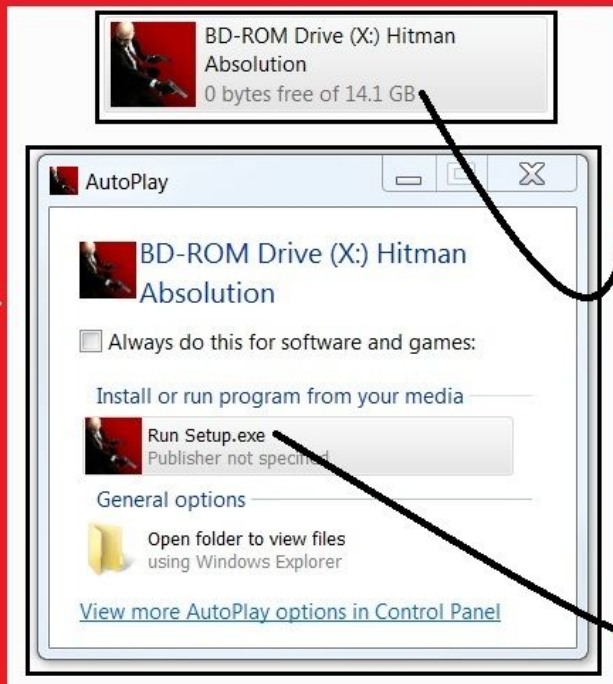 BD-ROM Drive (X:) Hitman
Absolution
0 bytes free of 14.1 GB
AutoPlay
BD-ROM Drive (X:) Hitman
Absolution
Always do this for software and games:
Install or run program from your media
Run Setup.exe
Publisher not specified
General options
Open folder to view files
using Windows Explorer
View more AutoPlay options in Control Panel